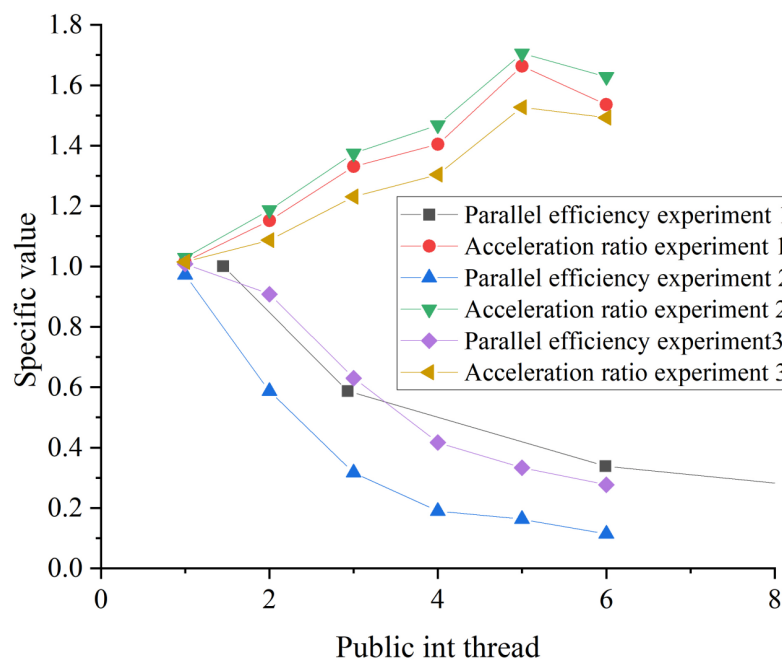 1.8
1.6
1.4
1.2
1.0
0.8
0.6
0.4
0.2
0.0
Specific value
Parallel efficiency experiment 1
Acceleration ratio experiment 1
Parallel efficiency experiment 2
Acceleration ratio experiment 2
Parallel efficiency experiment3
Acceleration ratio experiment 3
0 2 4 6 8
Public int thread